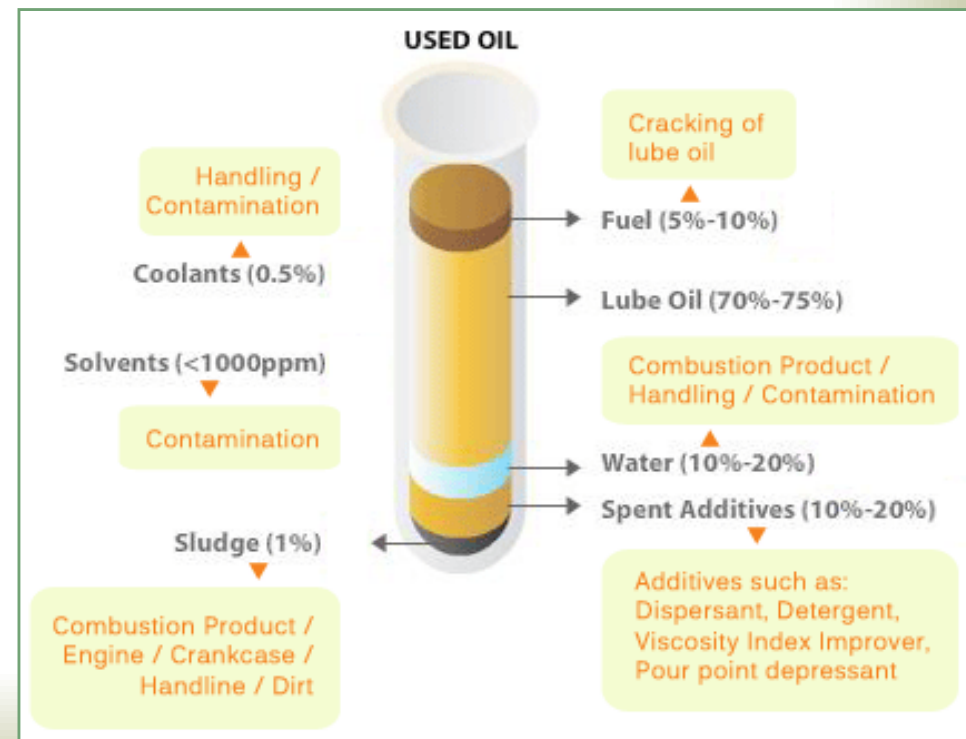 USED OIL
Handling /
Contamination
Coolants (0.5%)
Solvents (<1000ppm)
Contamination
Sludge (1%)
Combustion Product /
Engine / Crankcase /
Handline / Dirt
Cracking of
lube oil
Fuel (5%-10%)
Lube Oil (70%-75%)
Combustion Product /
Handling / Contamination
Water (10%-20%)
Spent Additives (10%-20%)
Additives such as:
Dispersant, Detergent,
Viscosity Index Improver,
Pour point depressant